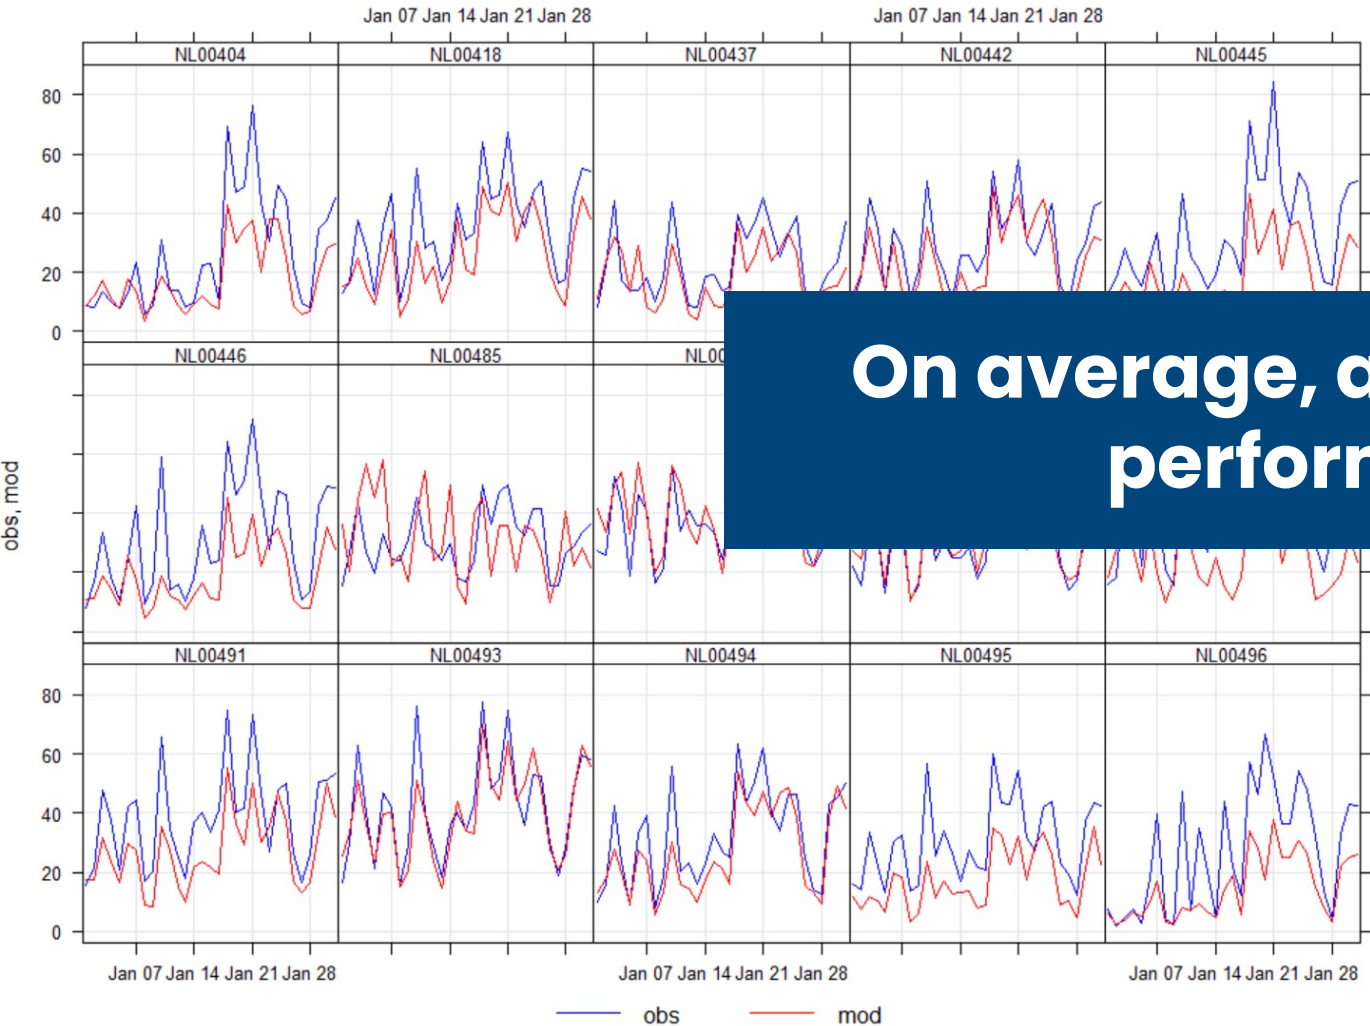 Jan 07 Jan 14 Jan 21 Jan 28 Jan 07 Jan 14 Jan 21 Jan 28
NL00404 NL00418 NL00437 NL00442 NL00445
80
60
40
20
0
NL00446 NL00485
On average,
obs, mod
NL00491 NL00493 NL00494 NL00495 NL00496
80
60
40
20
0
Jan 07 Jan 14 Jan 21 Jan 28 Jan 07 Jan 14 Jan 21 Jan 28 Jan 07 Jan 14 Jan 21 Jan 28
obs mod